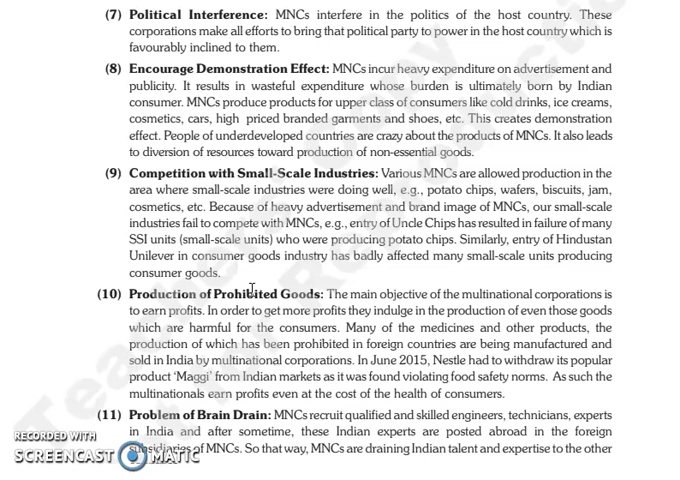 (7) Political Interference: MNCs interfere in the politics of the host country. These
corporations make all efforts to bring that political party to power in the host country which is
favourably inclined to them.
(8) Encourage Demonstration Effect: MNCs incur heavy expenditure on advertisement and
publicity. It results in wasteful expenditure whose burden is ultimately born by Indian
consumer. MNCs produce products for upper class of consumers like cold drinks, ice creams,
cosmetics, cars, high priced branded garments and shoes, etc. This creates demonstration
effect. People of underdeveloped countries are crazy about the products of MNCs. It also leads
to diversion of resources toward production of non-essential goods.
(9) Competition with Small-Scale Industries: Various MNCs are allowed production in the
area where small-scale industries were doing well, e.g., potato chips, wafers, biscuits, jam,
cosmetics, etc. Because of heavy advertisement and brand image of MNCs, our small-scale
industries fail to compete with MNCs, e.g., entry of Uncle Chips has resulted in failure of many
SSI units (small-scale units) who were producing potato chips. Similarly, entry of Hindustan
Unilever in consumer goods industry has badly affected many small-scale units producing
consumer goods.
(10) Production of Prohibited Goods: The main objective of the multinational corporations is
to earn profits. In order to get more profits they indulge in the production of even those goods
which are harmful for the consumers. Many of the medicines and other products, the
production of which has been prohibited in foreign countries are being manufactured and
sold in India by multinational corporations. In June 2015, Nestle had to withdraw its popular
product 'Maggi' from Indian markets as it was found violating food safety norms. As such the
multinationals earn profits even at the cost of the health of consumers.
(11) Problem of Brain Drain: MNCs recruit qualified and skilled engineers, technicians, experts
in India and after sometime, these Indian experts are posted abroad in the foreign
subsidiaries of MNCs. So that way, MNCs are draining Indian talent and expertise to the other
RECORDED WITH
SCREENCAST MATIC